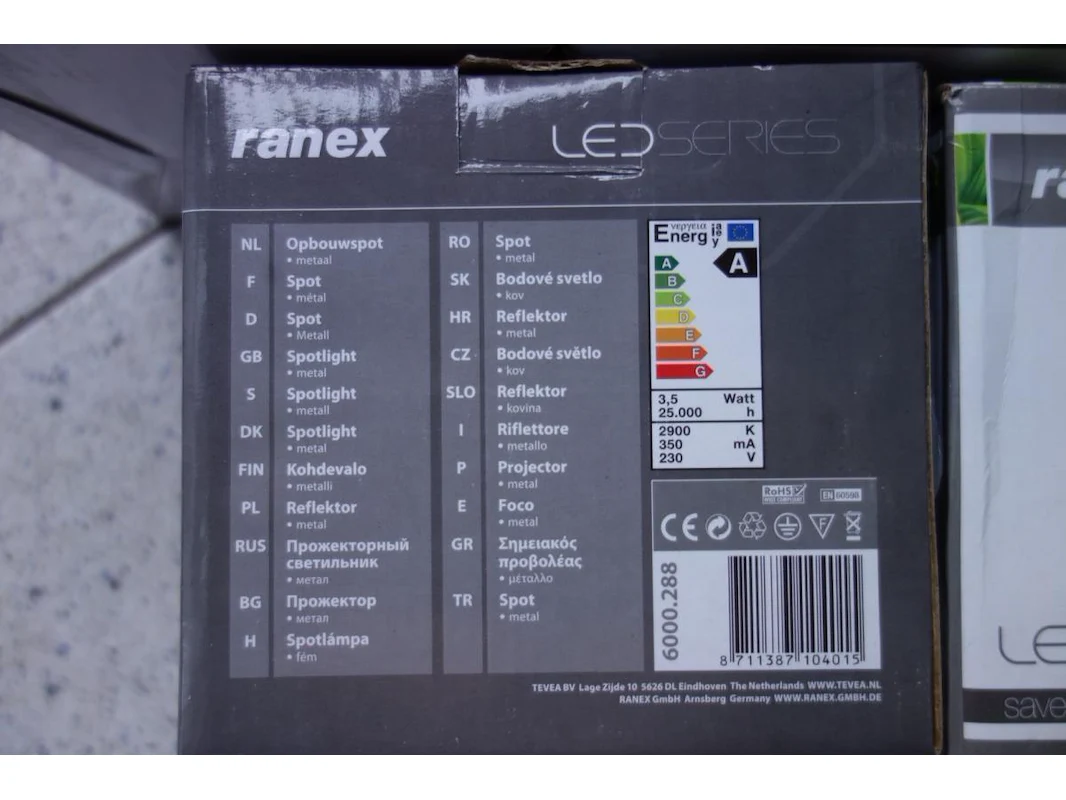 ranex
LEDSERIES
NL Opbouwspot
• metaal
F Spot
• métal
D Spot
• Metall
GB Spotlight
• metal
S Spotlight
• metall
DK Spotlight
• metal
FIN Kohdevalo
• metalli
PL Reflektor
• metal
RUS Прожекторный
светильник
• метал
BG Прожектор
• метал
H Spotlámpa
• fém
RO Spot
• metal
SK Bodové svetlo
• kov
HR Reflektor
• metal
CZ Bodové světlo
• kov
SLO Reflektor
• kovina
I Riflettore
• metallo
P Projector
• metal
E Foco
• metal
GR Σημειακός
προβολέας
• μέταλλο
TR Spot
• metal
Energ
A
A
B
C
D
E
F
G
3,5 Watt
25.000 h
2900 K
350 mA
230 V
RoHS EN 60598
CE
F
6000.288
8 711387 104015
TEVEA BV Lage Zijde 10 5626 DL Eindhoven The Netherlands WWW.TEVEA.NL
RANEX GmbH Arnsberg Germany WWW.RANEX.GMBH.DE
save